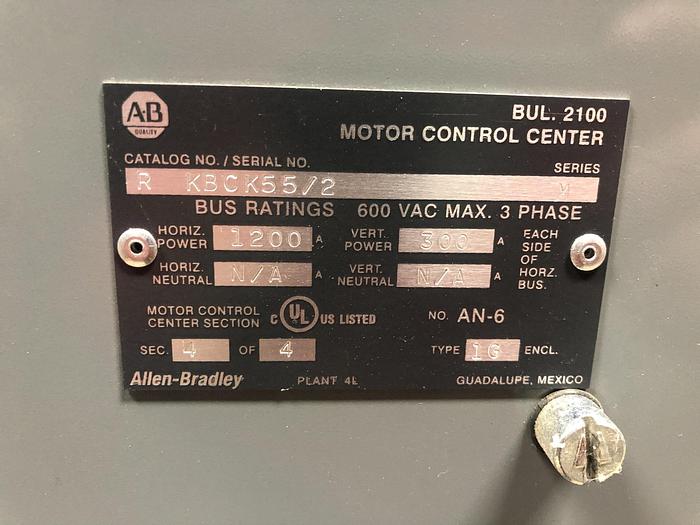 A-B
QUALITY
BUL. 2100
MOTOR CONTROL CENTER
CATALOG NO. / SERIAL NO.
SERIES
R KBCK55/2 M
BUS RATINGS 600 VAC MAX. 3 PHASE
HORIZ. POWER 1200 A
VERT. POWER 300 A
EACH SIDE OF HORZ. BUS.
HORIZ. NEUTRAL N/A A
VERT. NEUTRAL N/A A
MOTOR CONTROL CENTER SECTION
C UL US LISTED
NO. AN-6
SEC. 4 OF 4
TYPE 1G ENCL.
Allen-Bradley
PLANT 4L
GUADALUPE, MEXICO